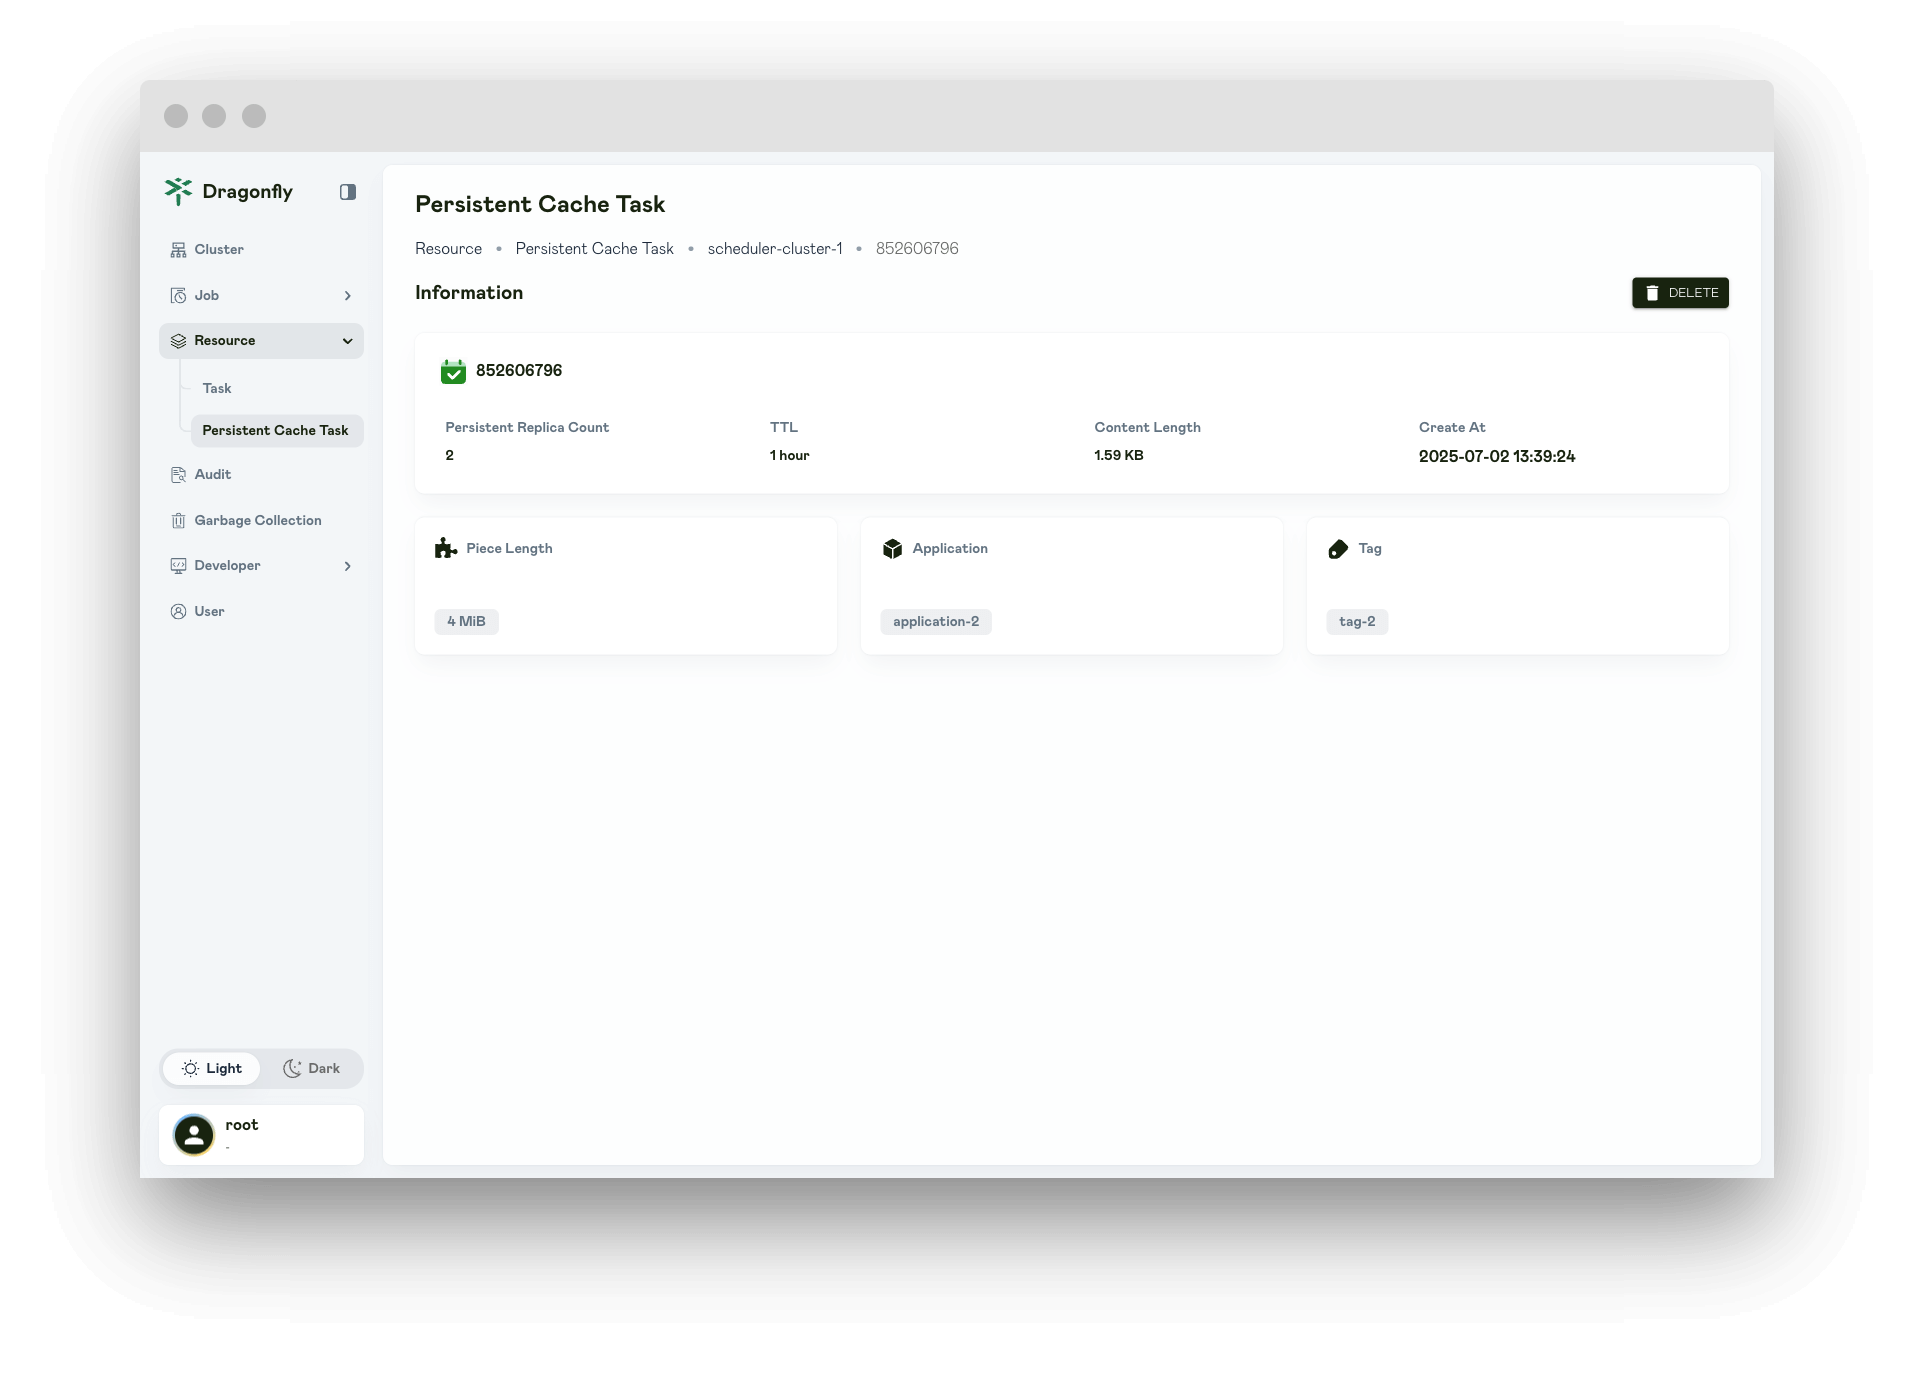 Dragonfly
Cluster
Job
Resource
Task
Persistent Cache Task
Audit
Garbage Collection
Developer
User
Light Dark
root
-
Persistent Cache Task
Resource • Persistent Cache Task • scheduler-cluster-1 • 852606796
Information
DELETE
852606796
Persistent Replica Count TTL Content Length Create At
2 1 hour 1.59 KB 2025-07-02 13:39:24
Piece Length Application Tag
4 MiB application-2 tag-2